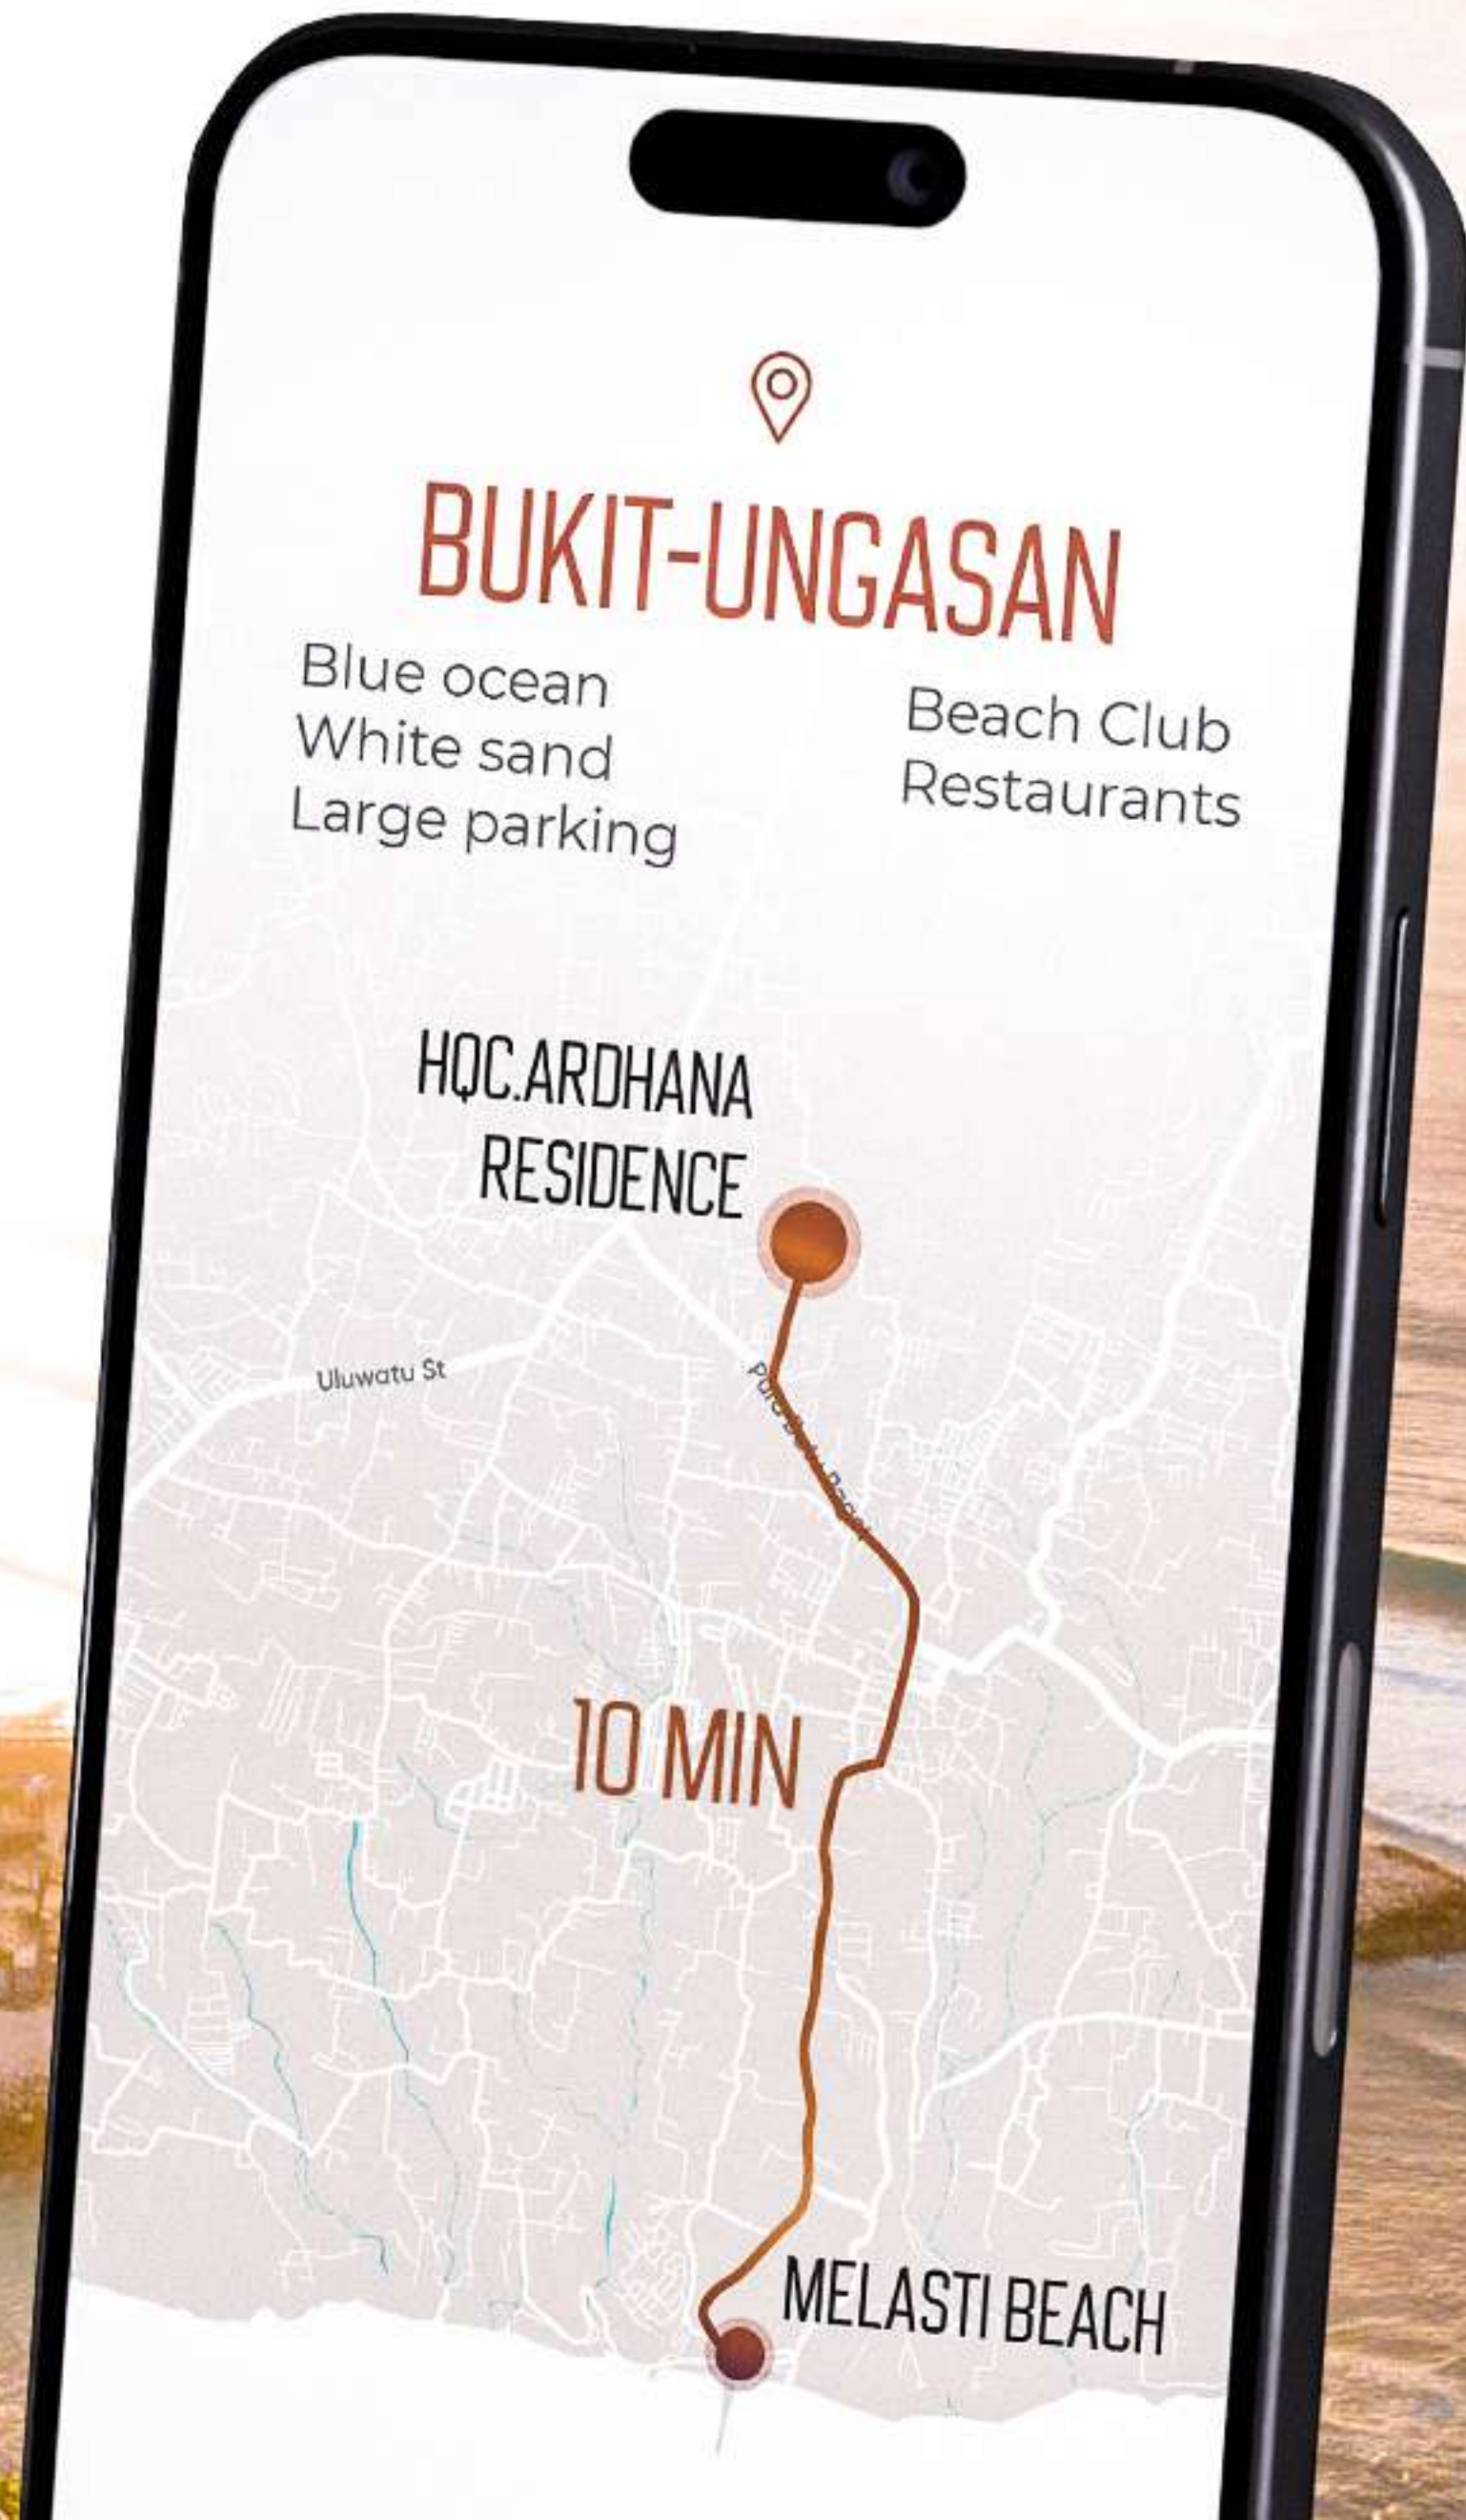 BUKIT-UNGASAN
Blue ocean
White sand
Large parking
Beach Club
Restaurants
HQC.ARDHANA
RESIDENCE
Uluwatu St
10 MIN
MELASTI BEACH